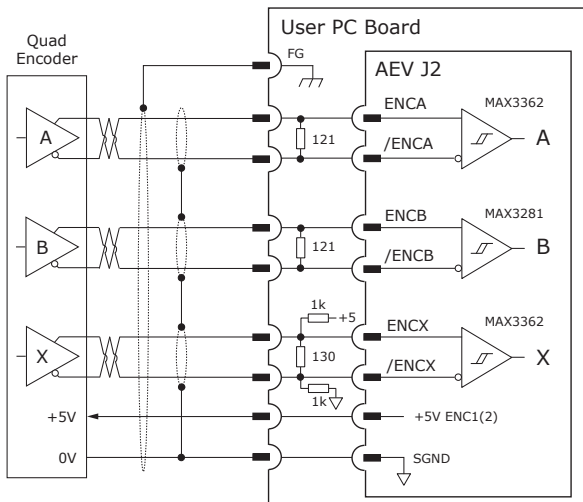 User PC Board
Quad
Encoder
FG
AEV J2
A
121
ENCA
/ENCA
MAX3362
A
B
121
ENCB
/ENCB
MAX3281
B
X
1k
+5
130
1k
ENCX
/ENCX
MAX3362
X
+5V
+5V ENC1(2)
0V
SGND